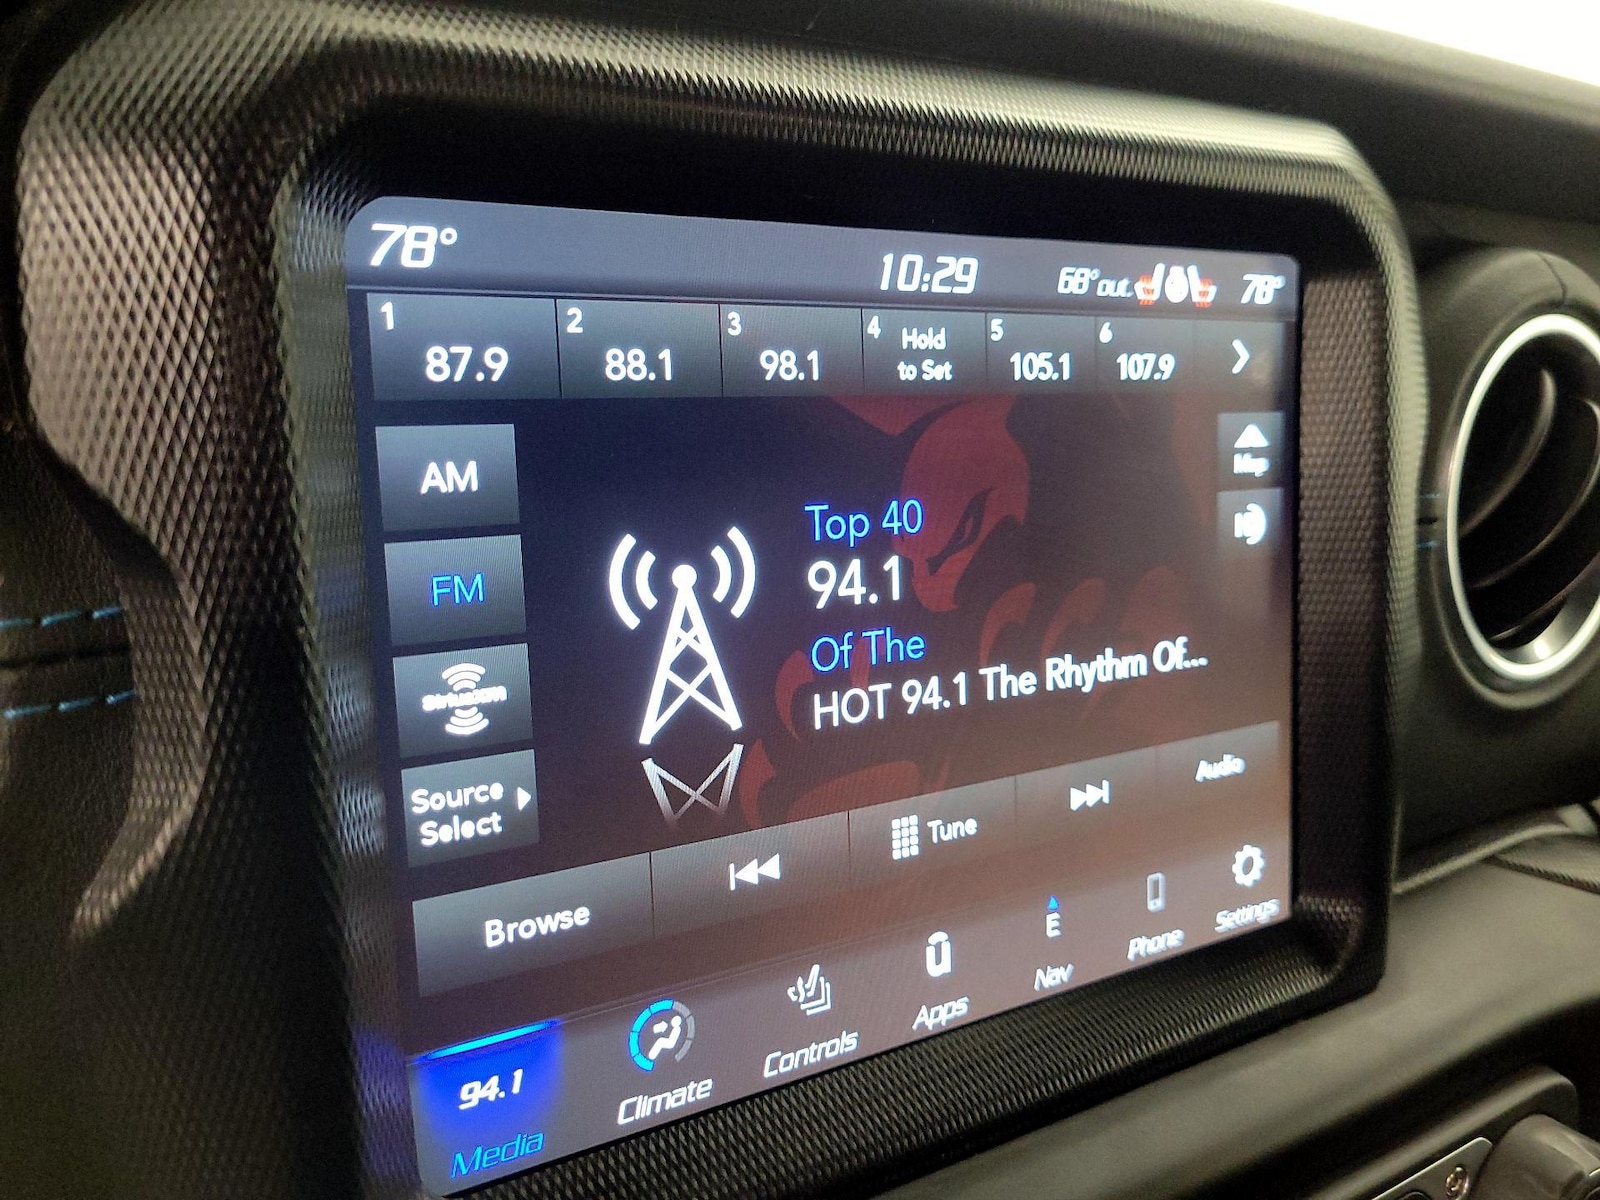 78°
10:29
68° out.
78°
1
87.9
2
88.1
3
98.1
4
Hold
to Set
5
105.1
6
107.9
AM
FM
SiriusXM
Source
Select
Top 40
94.1
Of The
HOT 94.1 The Rhythm Of...
Map
Browse
Tune
Audio
94.1
Media
Climate
Controls
Apps
E
Nav
Phone
Settings